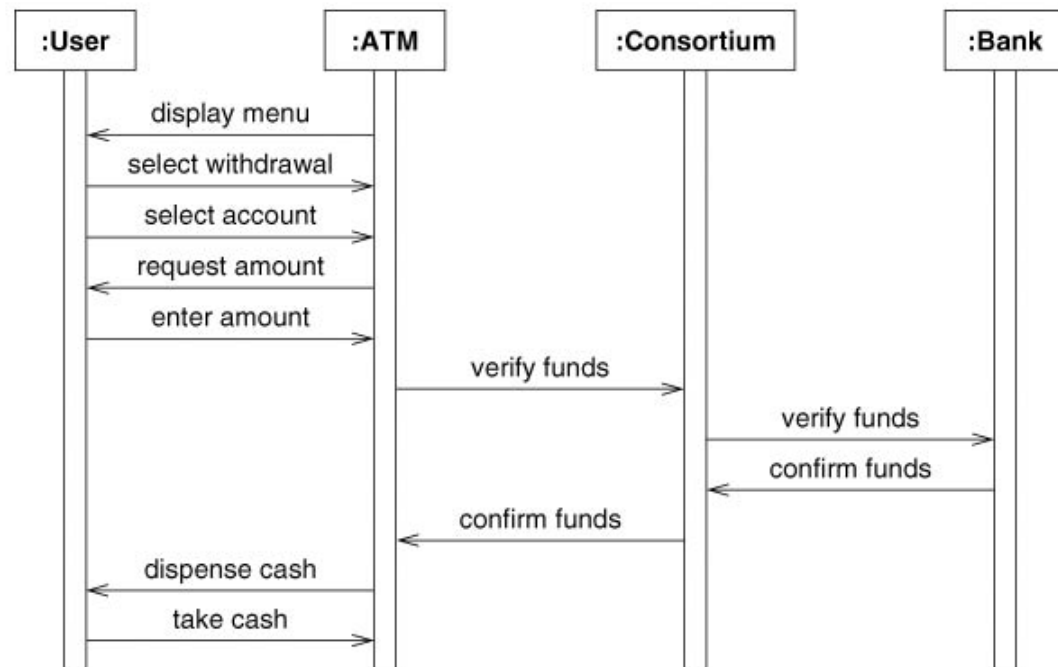 :User :ATM :Consortium :Bank
display menu
select withdrawal
select account
request amount
enter amount
verify funds
verify funds
confirm funds
confirm funds
dispense cash
take cash